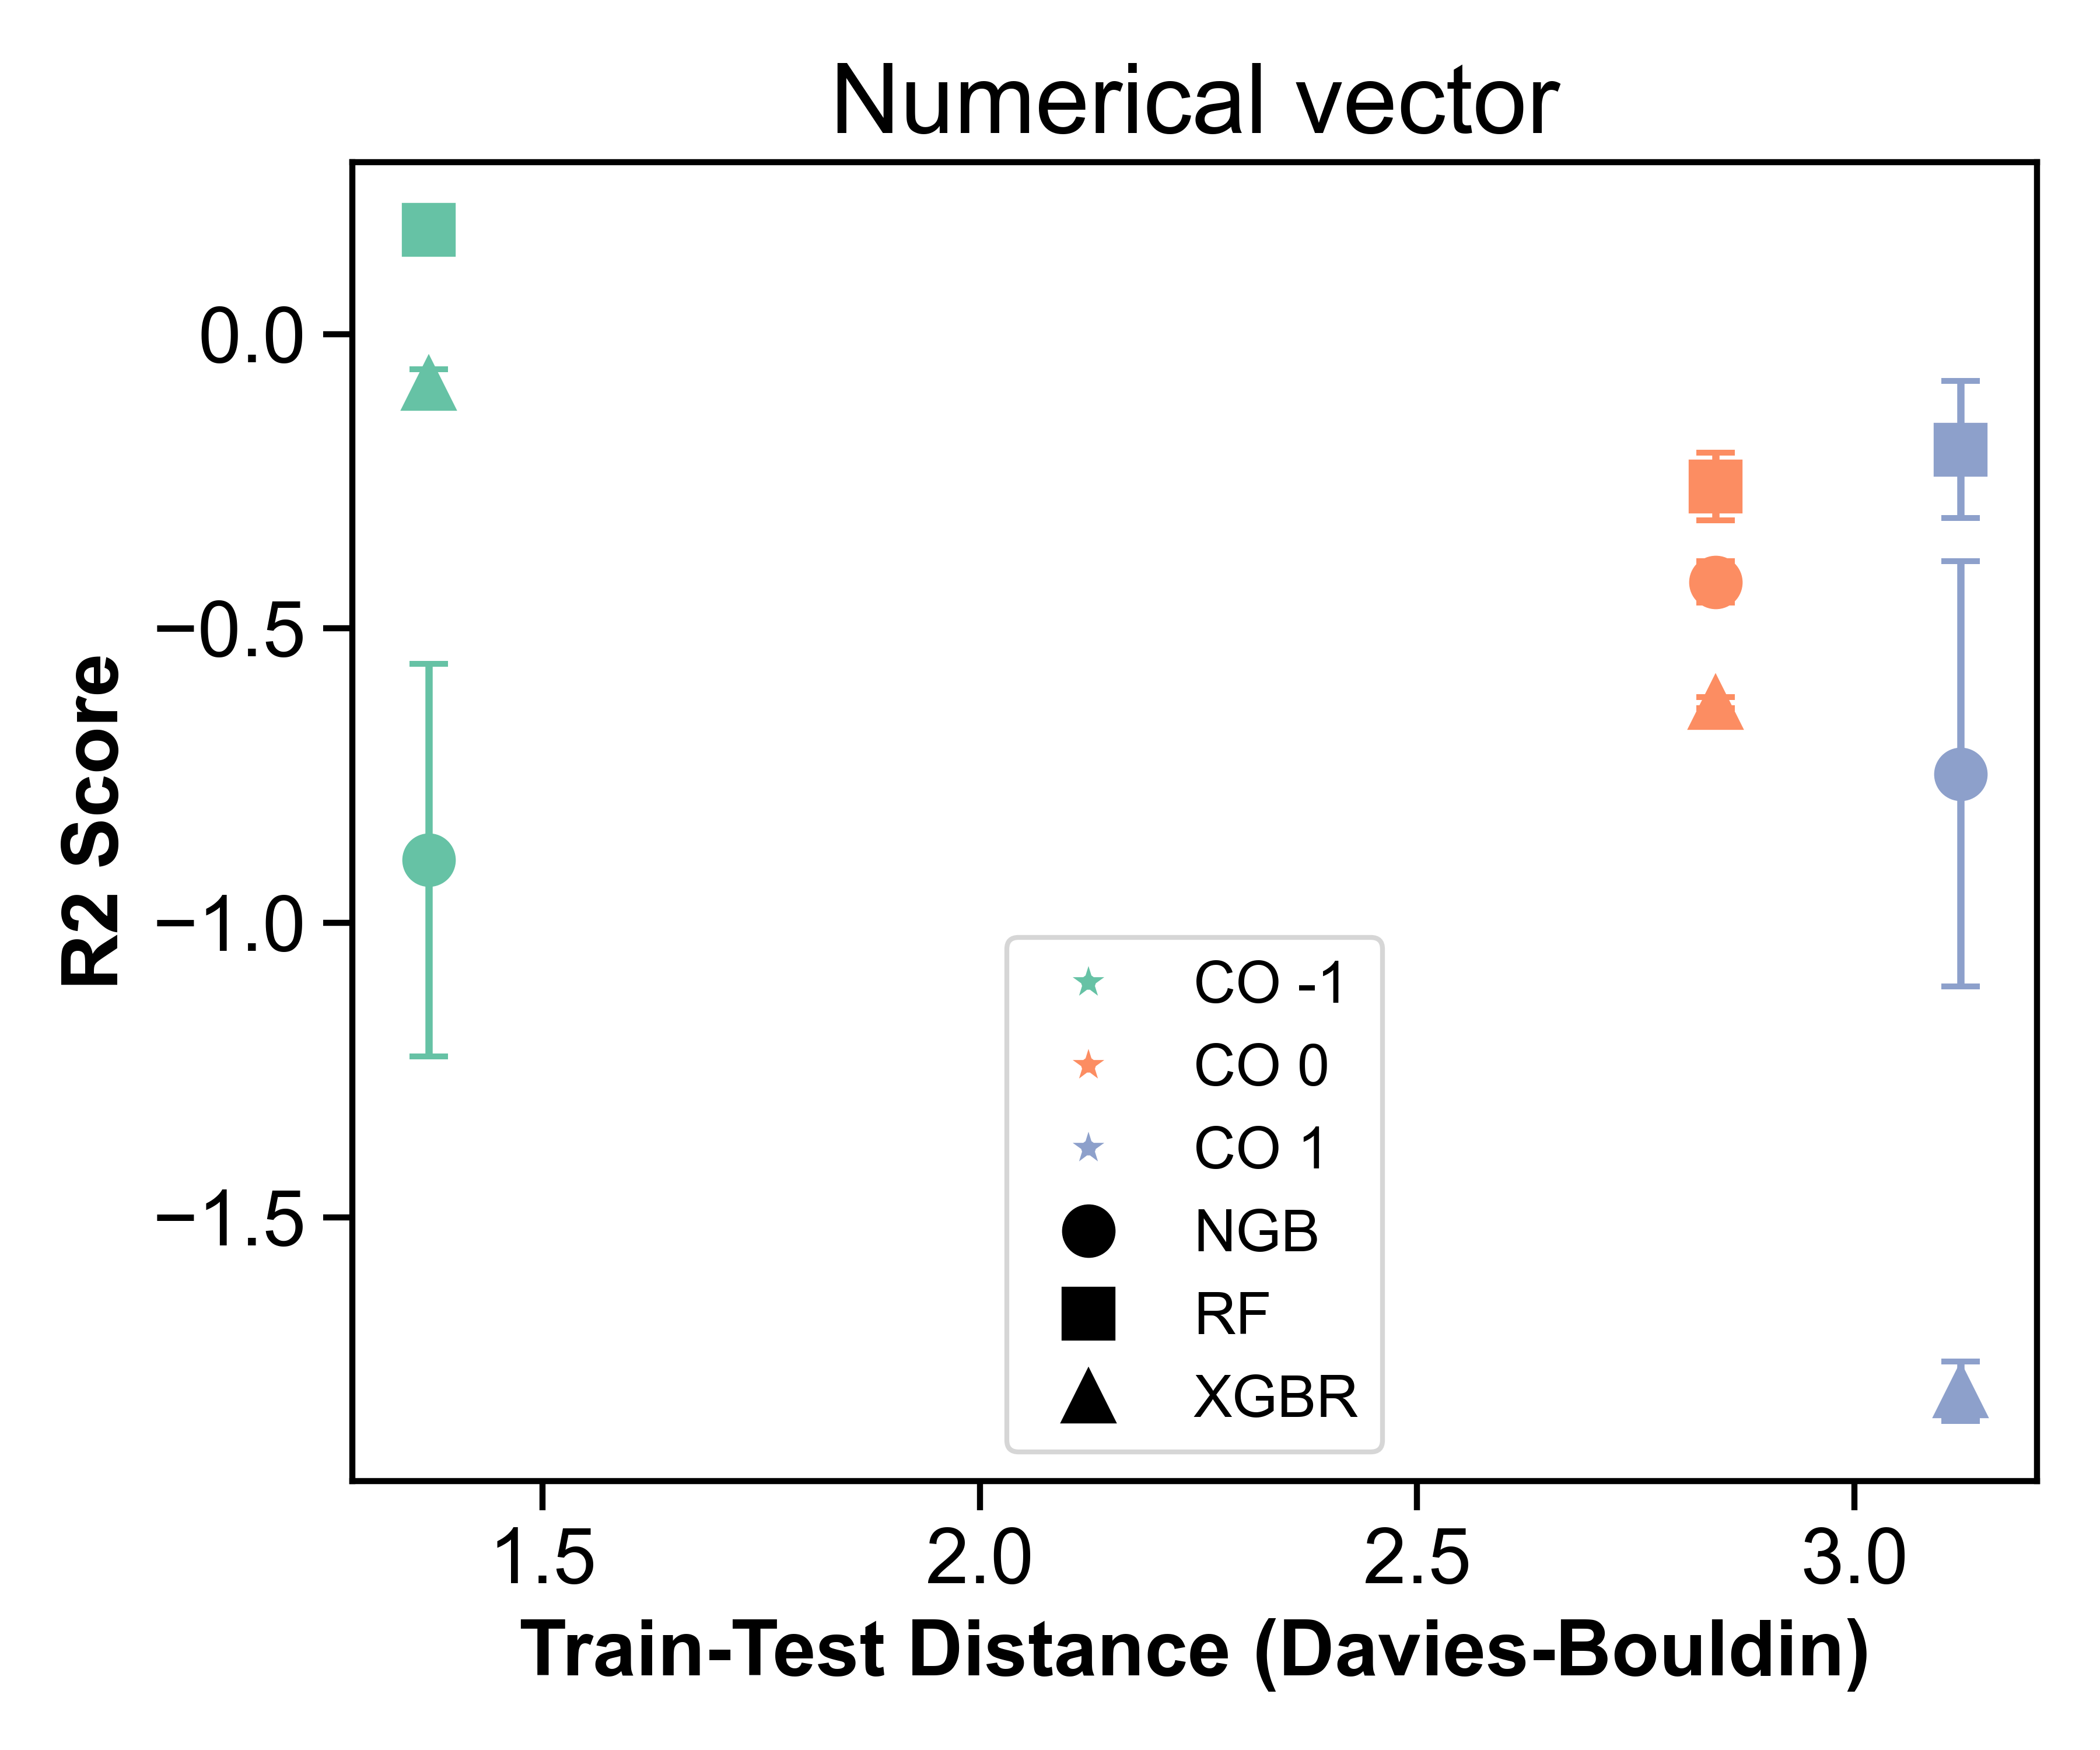 Numerical vector
0.0
−0.5
−1.0
−1.5
R2 Score
CO -1
CO 0
CO 1
NGB
RF
XGBR
1.5 2.0 2.5 3.0
Train-Test Distance (Davies-Bouldin)